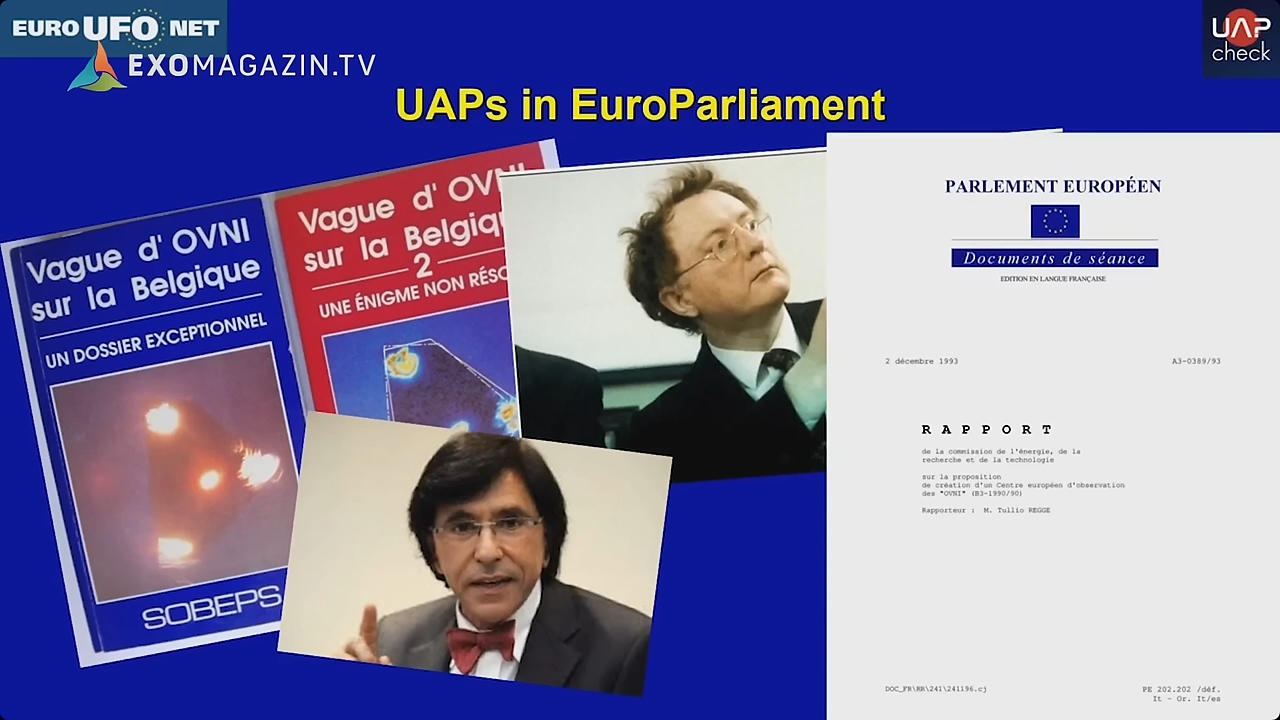 EURO UFO NET
EXOMAGAZIN.TV
UAP
check
UAPs in EuroParliament
Vague d' OVNI
sur la Belgique
UN DOSSIER EXCEPTIONNEL
SOBEPS
Vague d' OVNI
sur la Belgiq
2
UNE ÉNIGME NON RÉSO
PARLEMENT EUROPÉEN
Documents de séance
EDITION EN LANGUE FRANÇAISE
2 décembre 1993 A3-0389/93
R A P P O R T
de la commission de l'énergie, de la
recherche et de la technologie
sur la proposition
de création d'un Centre européen d'observation
des "OVNI" (B3-1990/90)
Rapporteur : M. Tullio REGGE
DOC_FR\RR\241\241196.cj PE 202.202 /déf.
It - Or. It/es